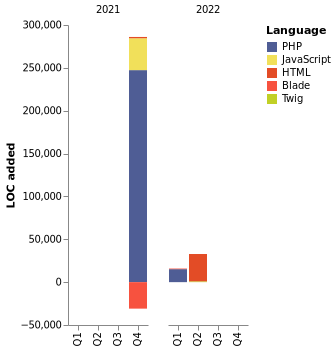 2021
2022
LOC added
300,000
250,000
200,000
150,000
100,000
50,000
0
−50,000
Q1
Q2
Q3
Q4
Q1
Q2
Q3
Q4
Language
PHP
JavaScript
HTML
Blade
Twig